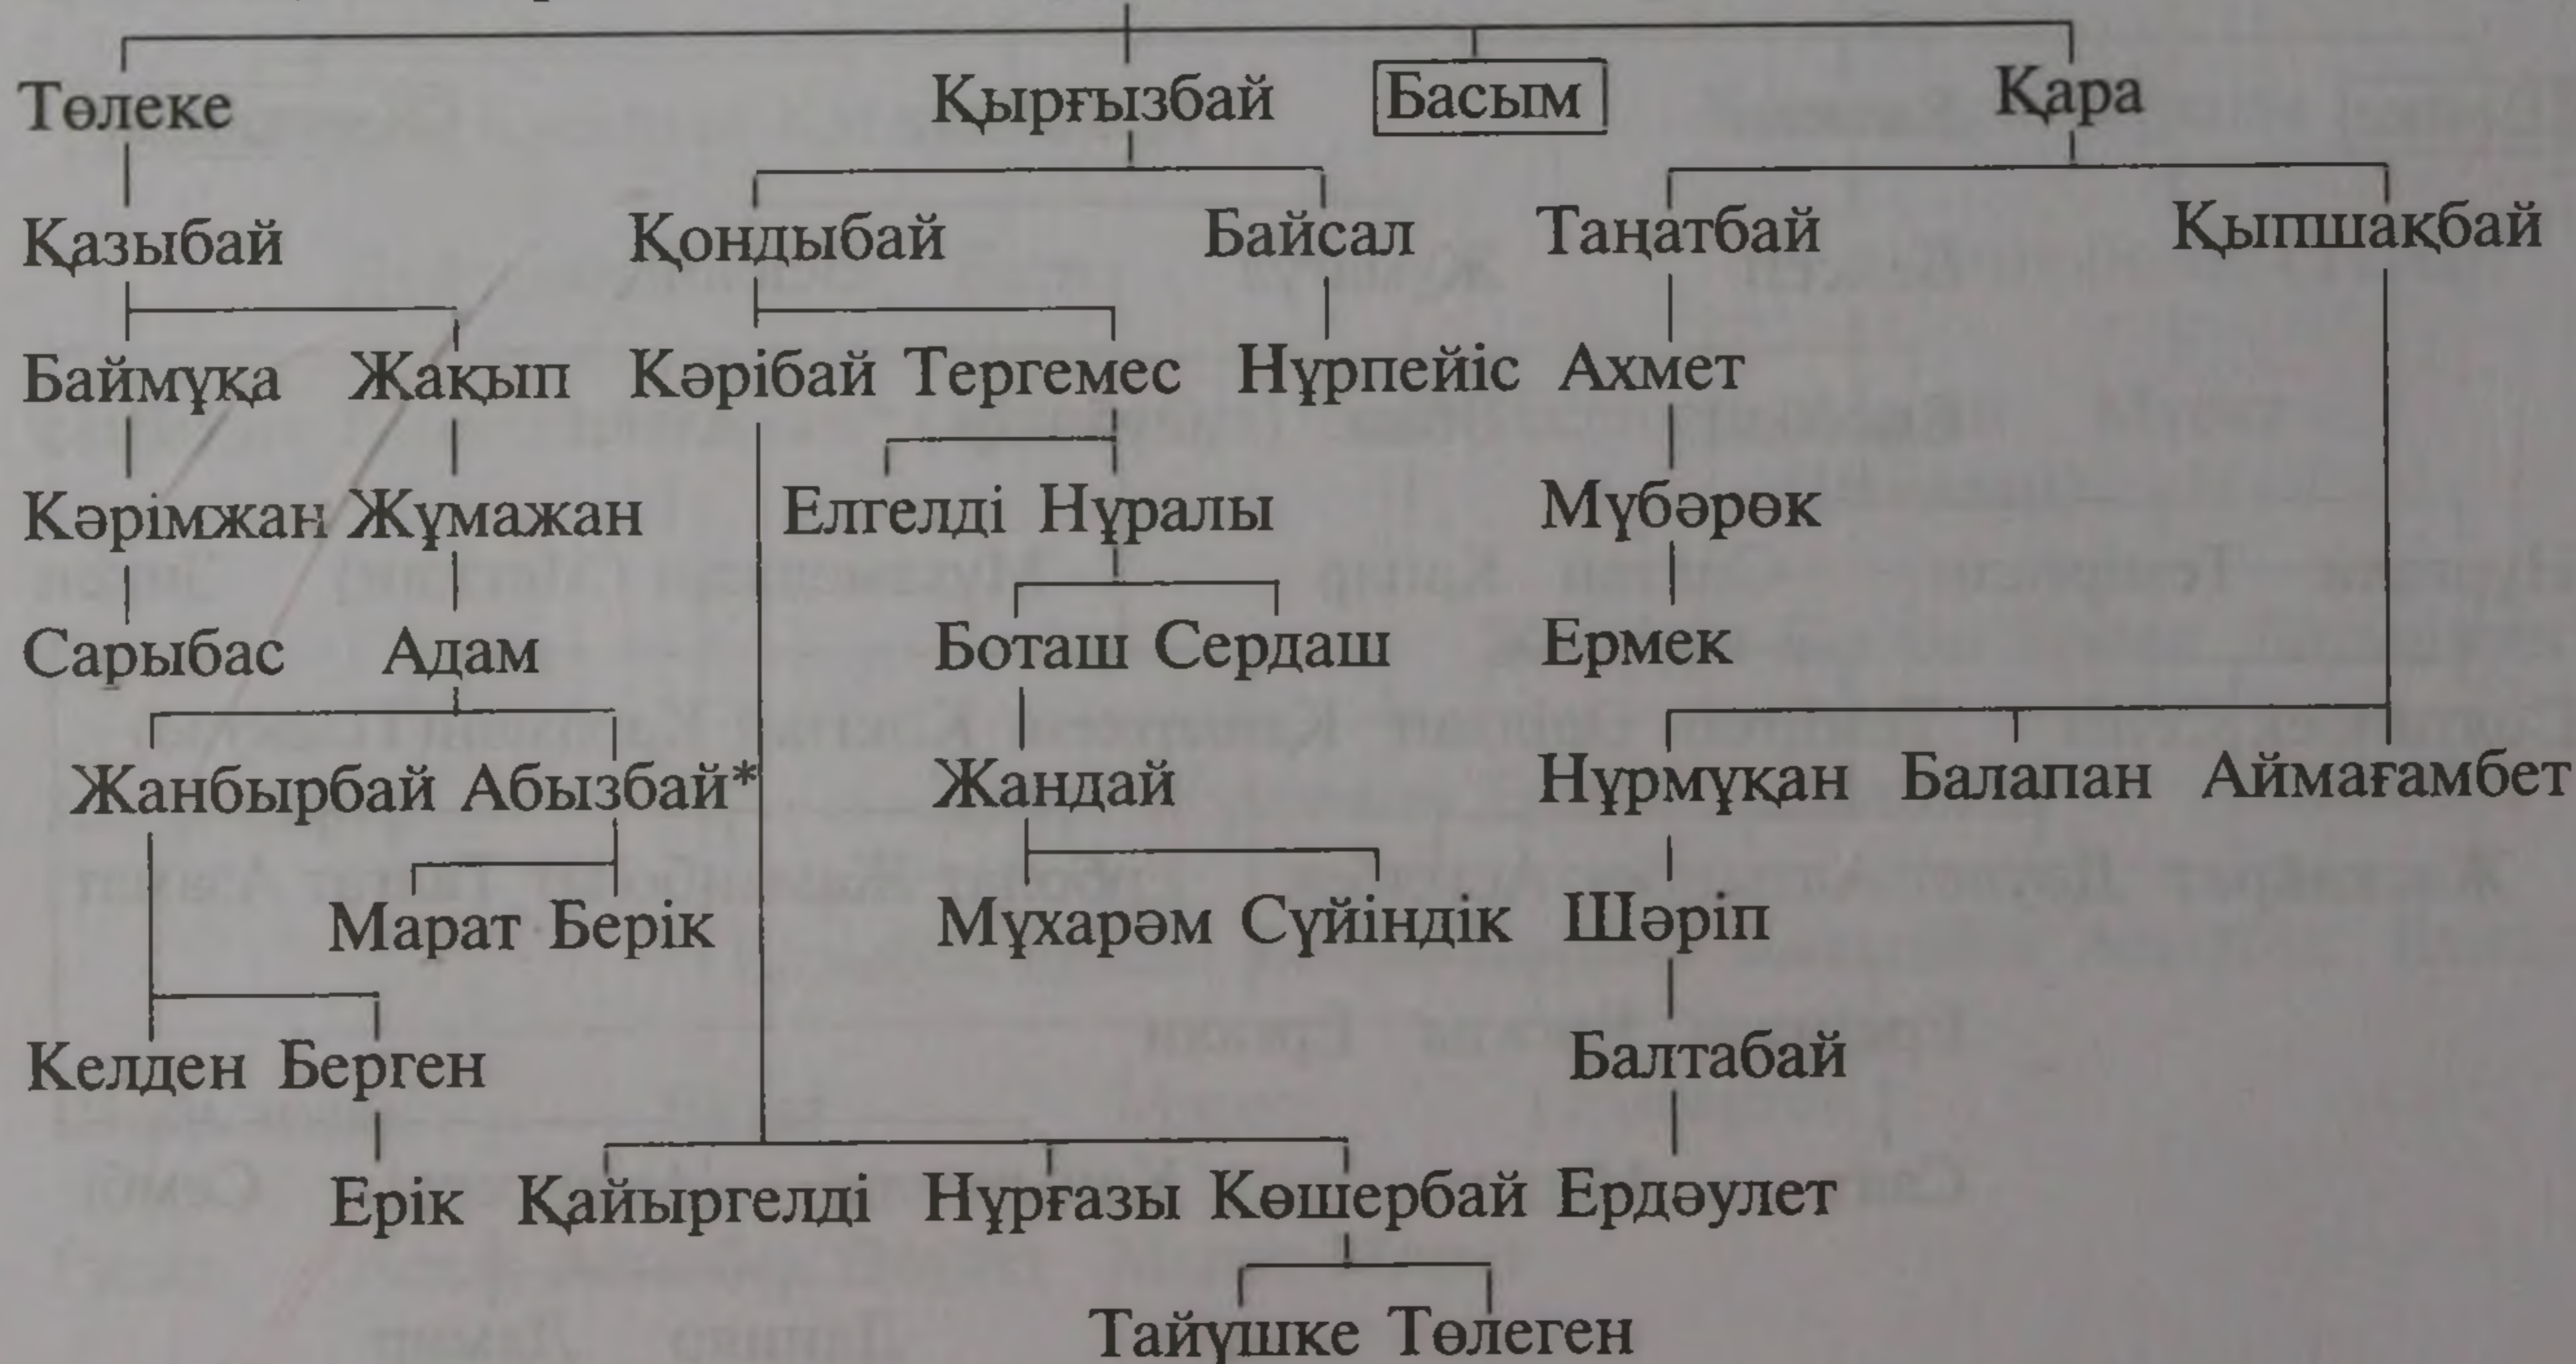 Төлеке Қырғызбай Басым Қара
Қазыбай Қондыбай Байсал Таңатбай Қыпшақбай
Баймұқа Жақып Кәрібай Тергемес Нұрпейіс Ахмет
Кәрімжан Жұмажан Елгелді Нұралы Мүбәрөк
Сарыбас Адам Боташ Сердаш Ермек
Жанбырбай Абызбай* Жандай Нұрмұқан Балапан Аймағамбет
Марат Берік Мұхарәм Сүйіндік Шәріп
Келден Берген Балтабай
Ерік Қайыргелді Нұрғазы Көшербай Ердәулет
Тайүшке Төлеген